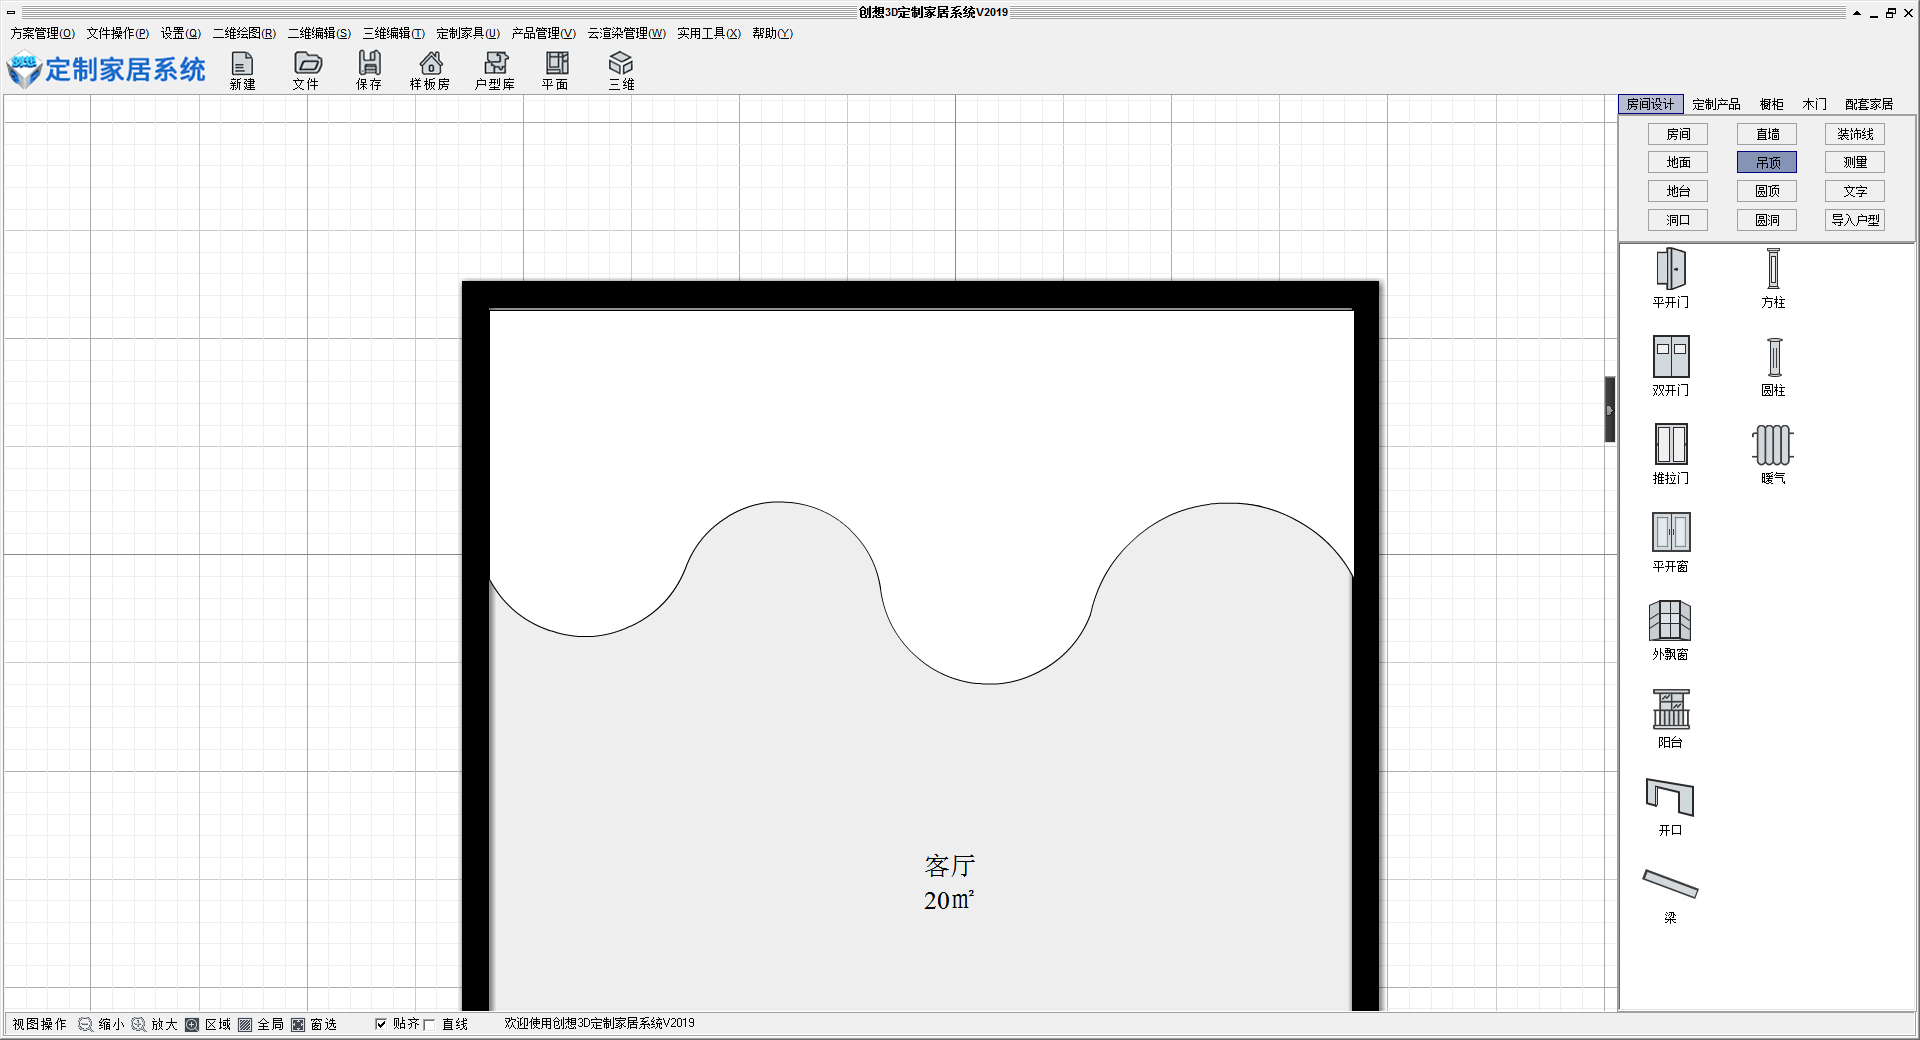 创想3D定制家居系统V2019
方案管理(O) 文件操作(P) 设置(Q) 二维绘图(R) 二维编辑(S) 三维编辑(T) 定制家具(U) 产品管理(V) 云渲染管理(W) 实用工具(X) 帮助(Y)
创想 定制家居系统
新建 文件 保存 样板房 户型库 平面 三维
房间设计 定制产品 橱柜 木门 配套家居
房间 直墙 装饰线
地面 吊顶 测量
地台 圆顶 文字
洞口 圆洞 导入户型
平开门 方柱
双开门 圆柱
推拉门 暖气
平开窗
外飘窗
阳台
开口
梁
客厅
20㎡
视图操作 缩小 放大 区域 全局 窗选 贴齐 直线 欢迎使用创想3D定制家居系统V2019